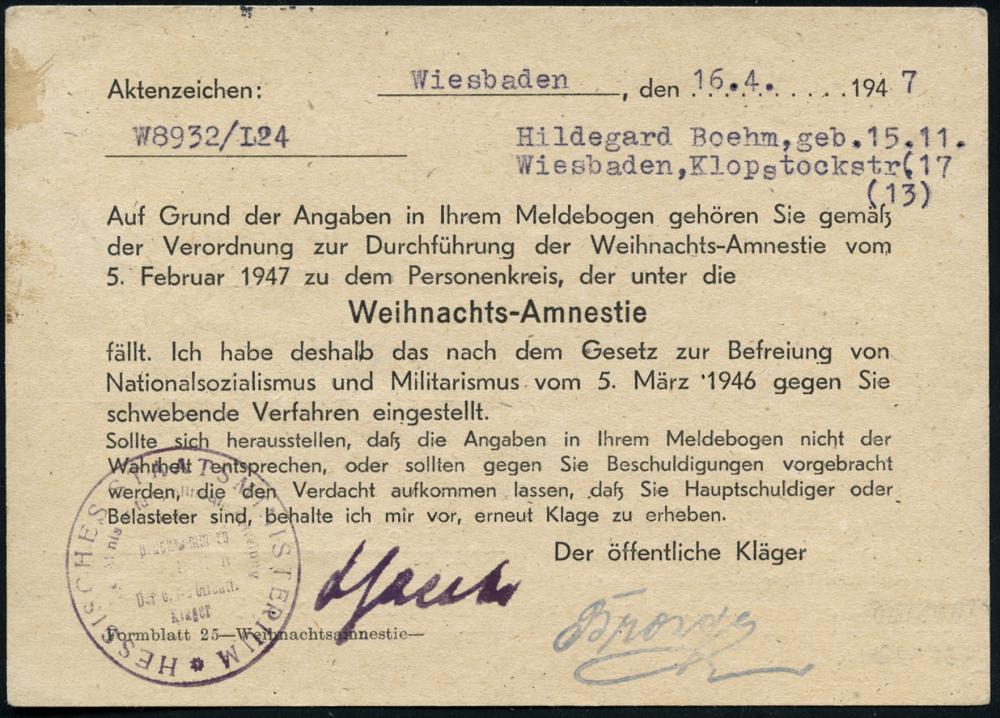 Aktenzeichen: Wiesbaden, den 16.4. 1947
W8932/L24 Hildegard Boehm,geb.15.11.
Wiesbaden,Klopstockstr(17
(13)
Auf Grund der Angaben in Ihrem Meldebogen gehören Sie gemäß
der Verordnung zur Durchführung der Weihnachts-Amnestie vom
5. Februar 1947 zu dem Personenkreis, der unter die
Weihnachts-Amnestie
fällt. Ich habe deshalb das nach dem Gesetz zur Befreiung von
Nationalsozialismus und Militarismus vom 5. März 1946 gegen Sie
schwebende Verfahren eingestellt.
Sollte sich herausstellen, daß die Angaben in Ihrem Meldebogen nicht der
Wahrheit entsprechen, oder sollten gegen Sie Beschuldigungen vorgebracht
werden, die den Verdacht aufkommen lassen, daß Sie Hauptschuldiger oder
Belasteter sind, behalte ich mir vor, erneut Klage zu erheben.
Der öffentliche Kläger
HESSISCHES STAATSMINISTERIUM
Der öffentl.
Kläger
Formblatt 25—Weihnachtsamnestie—